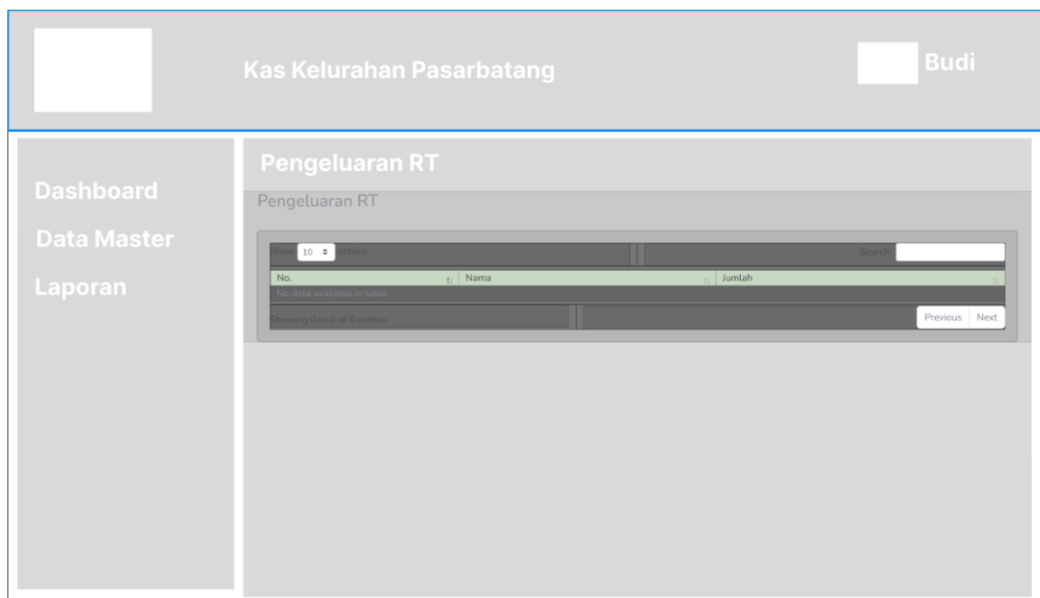 Kas Kelurahan Pasarbatang
Budi
Dashboard
Data Master
Laporan
Pengeluaran RT
Pengeluaran RT
Show 10 entries
Search:
No. Nama Jumlah
No data available in table
Showing 0 to 0 of 0 entries
Previous Next